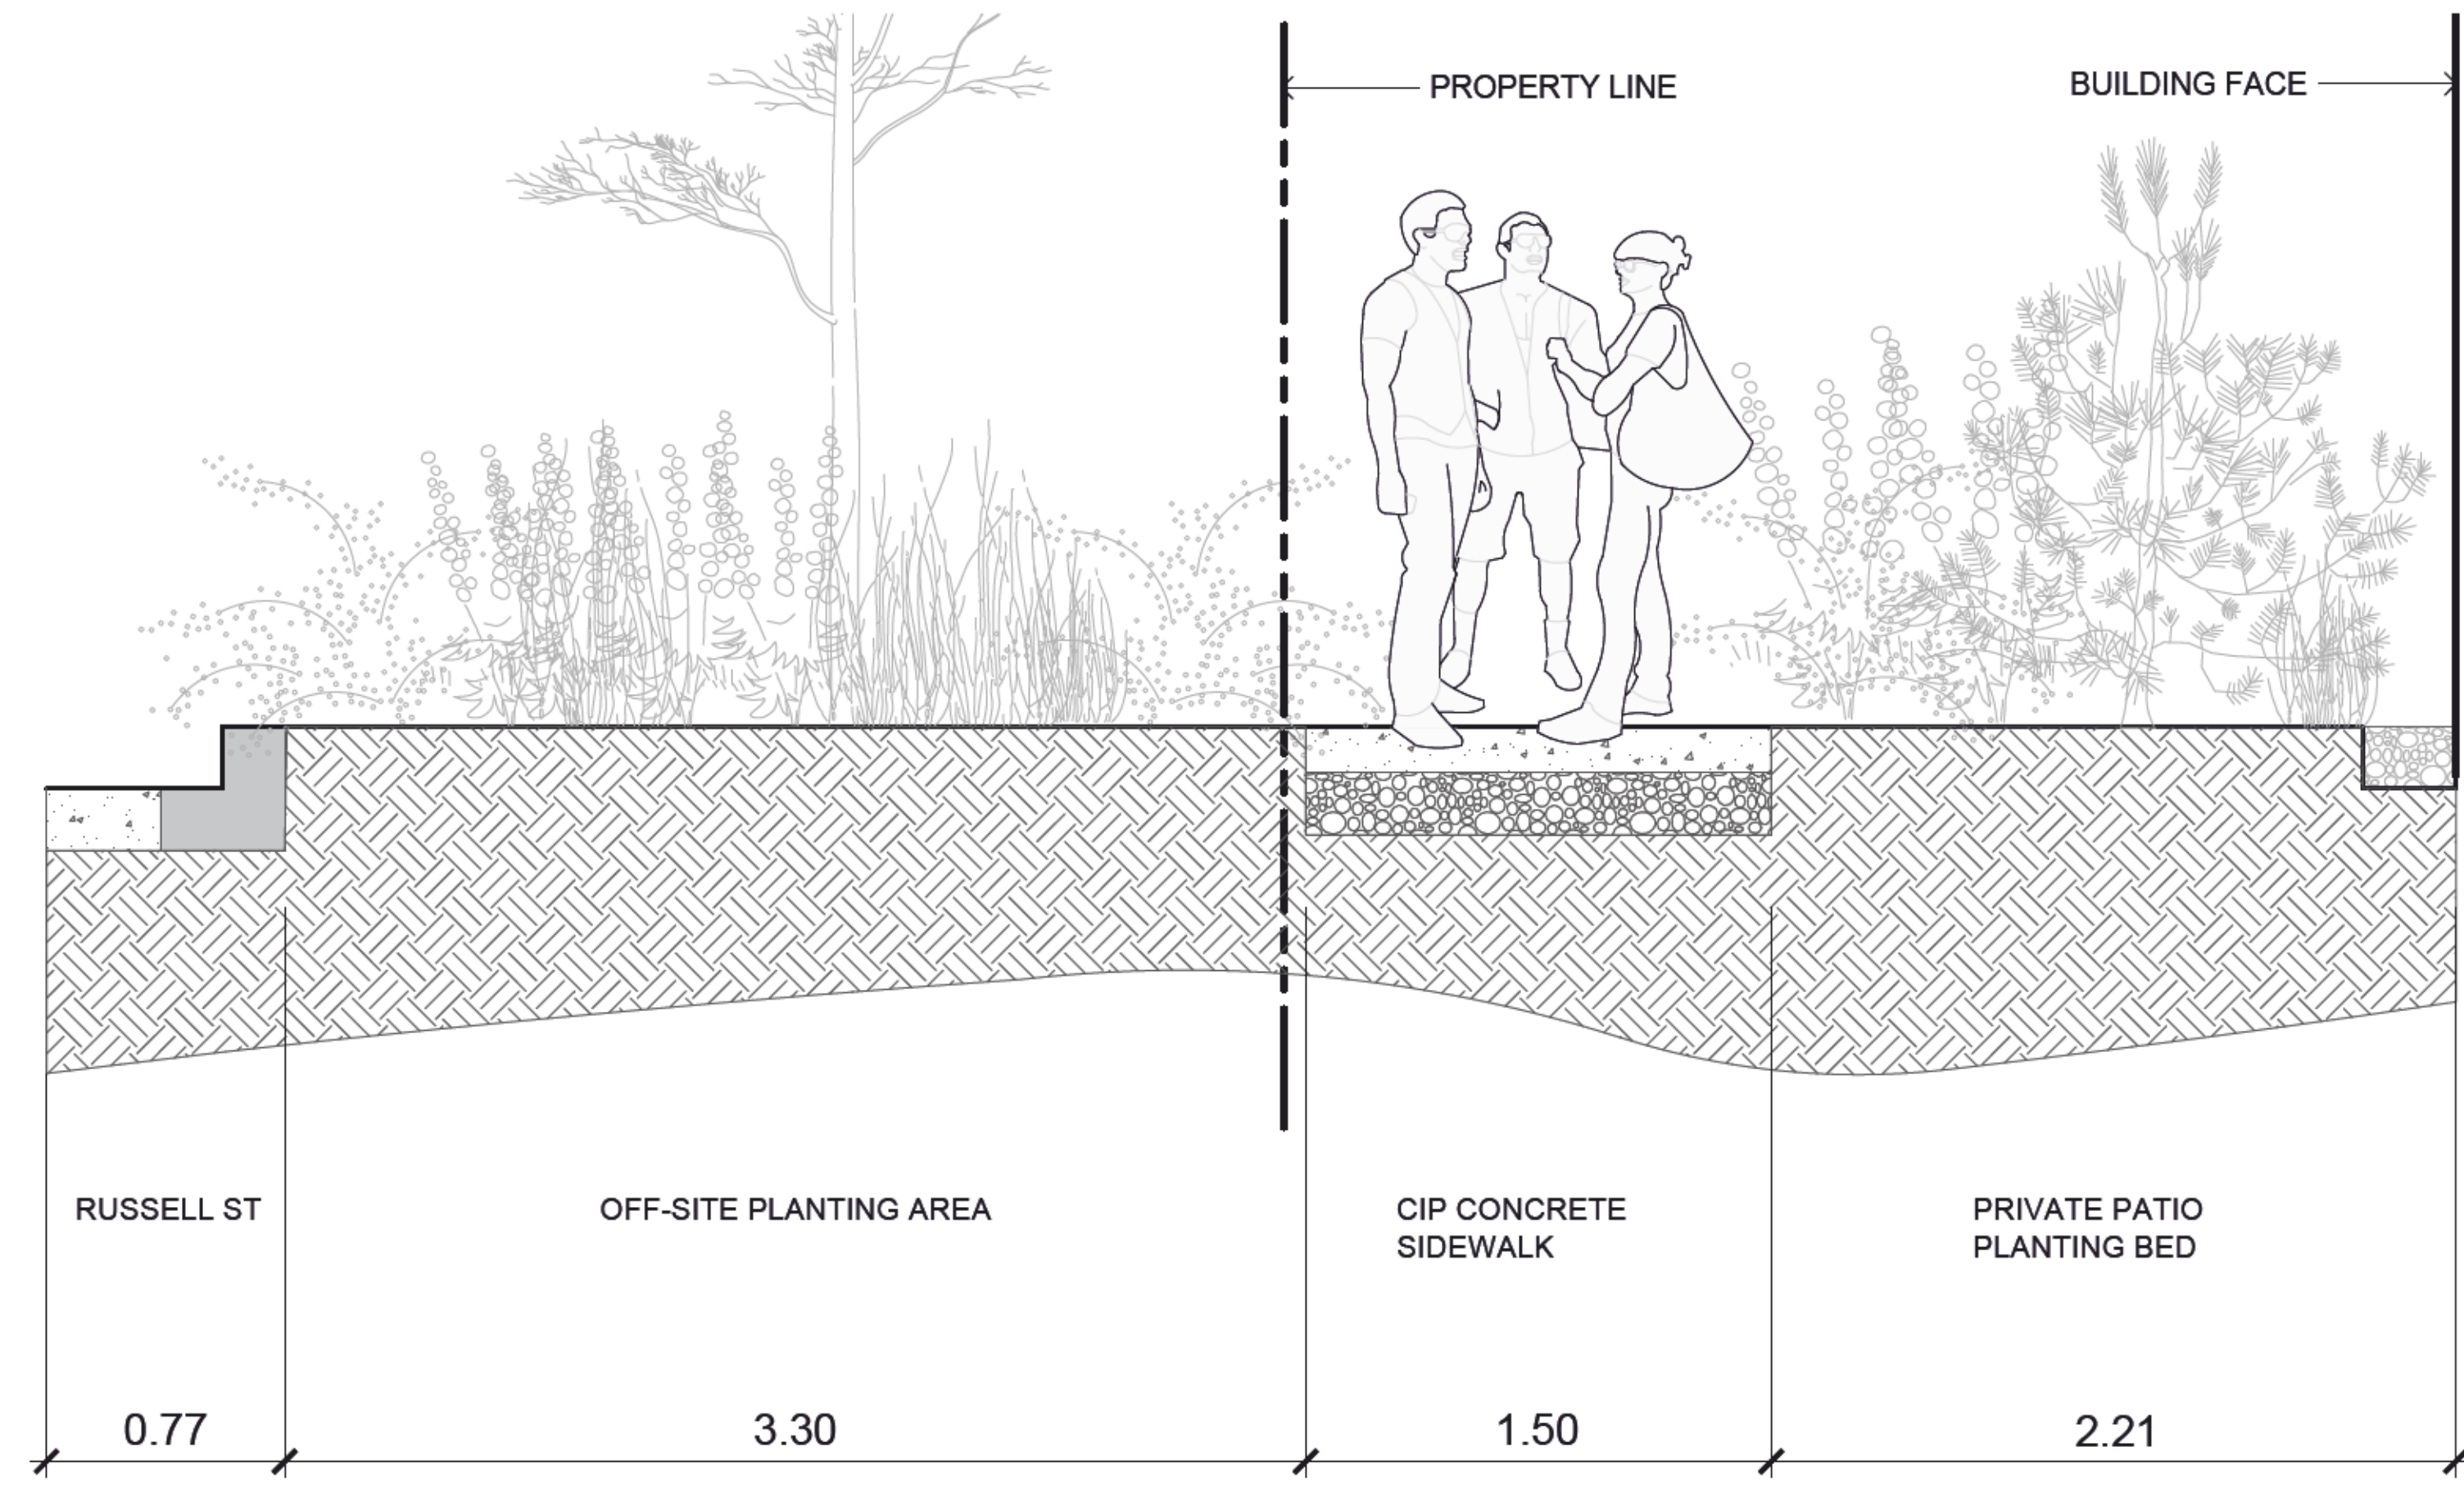 PROPERTY LINE
BUILDING FACE
RUSSELL ST
OFF-SITE PLANTING AREA
CIP CONCRETE
SIDEWALK
PRIVATE PATIO
PLANTING BED
0.77
3.30
1.50
2.21